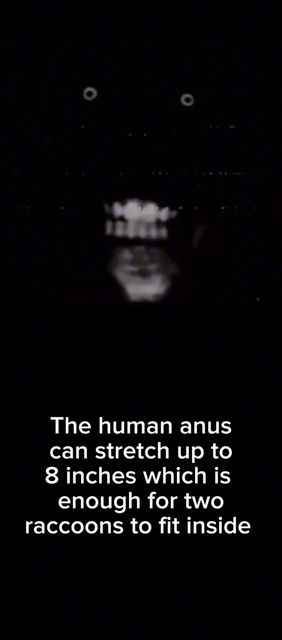 The human anus
can stretch up to
8 inches which is
enough for two
raccoons to fit inside